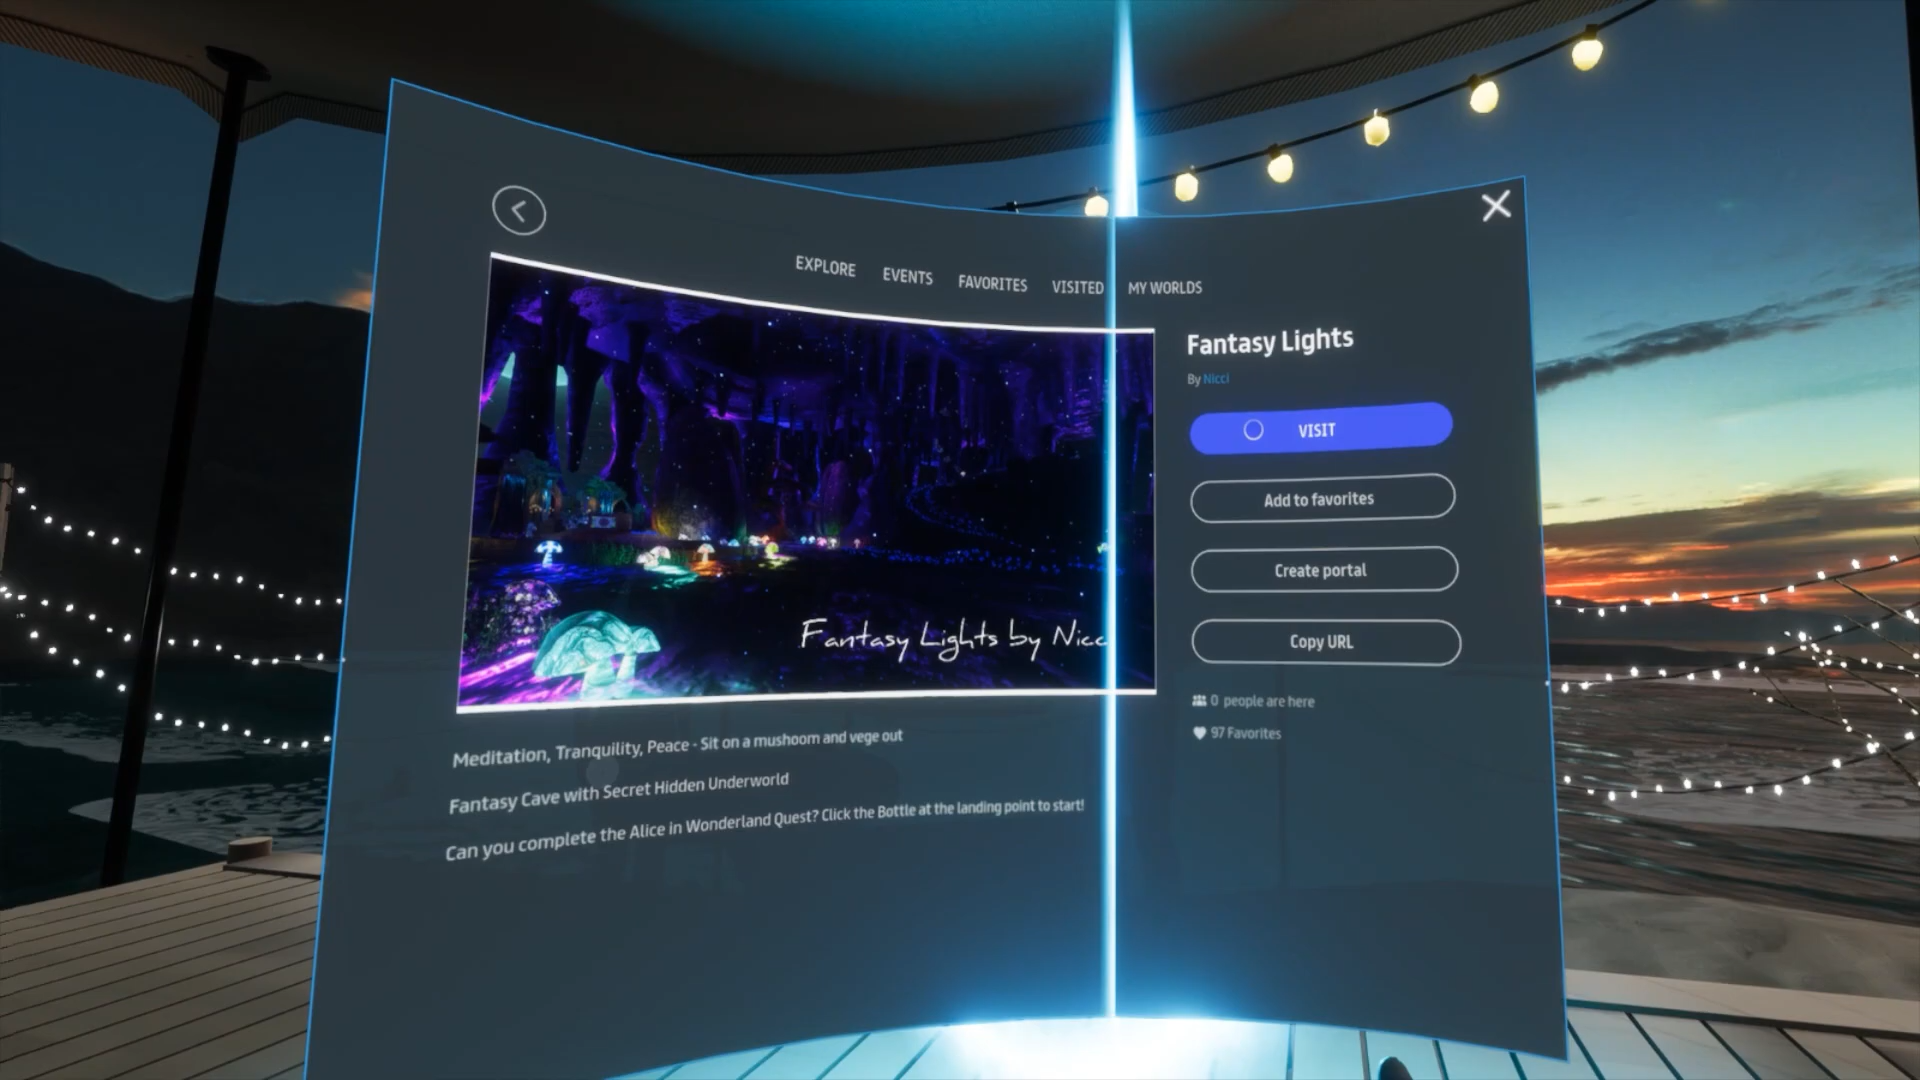 EXPLORE EVENTS FAVORITES VISITED MY WORLDS
Fantasy Lights by Nicc
Fantasy Lights
By Nicci
VISIT
Add to favorites
Create portal
Copy URL
0 people are here
97 Favorites
Meditation, Tranquility, Peace - Sit on a mushoom and vege out
Fantasy Cave with Secret Hidden Underworld
Can you complete the Alice in Wonderland Quest? Click the Bottle at the landing point to start!